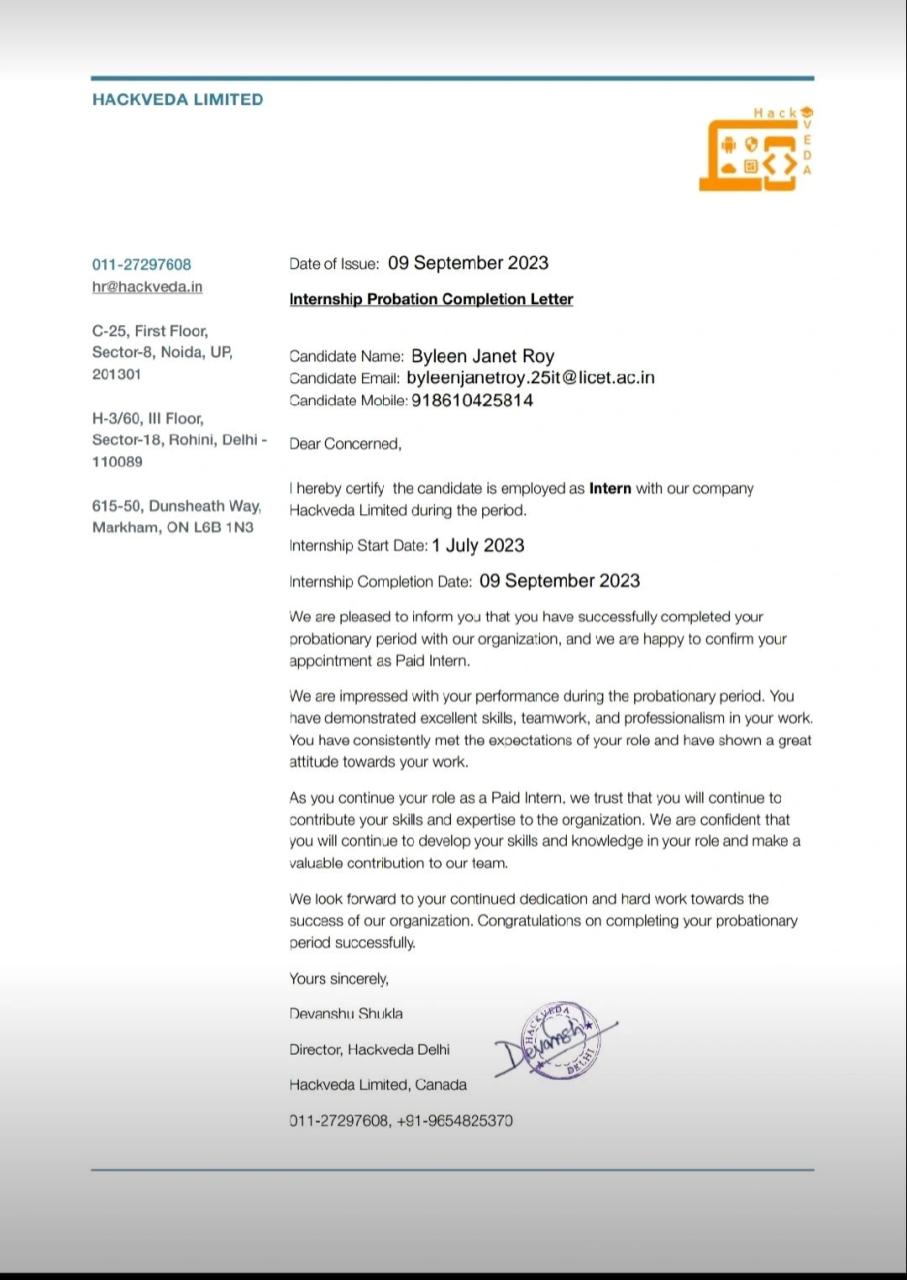 HACKVEDA LIMITED
Hack
VEDA
011-27297608
hr@hackveda.in
C-25, First Floor,
Sector-8, Noida, UP,
201301
H-3/60, III Floor,
Sector-18, Rohini, Delhi -
110089
615-50, Dunsheath Way,
Markham, ON L6B 1N3
Date of Issue: 09 September 2023
Internship Probation Completion Letter
Candidate Name: Byleen Janet Roy
Candidate Email: byleenjanetroy.25it@licet.ac.in
Candidate Mobile: 918610425814
Dear Concerned,
I hereby certify the candidate is employed as Intern with our company
Hackveda Limited during the period.
Internship Start Date: 1 July 2023
Internship Completion Date: 09 September 2023
We are pleased to inform you that you have successfully completed your
probationary period with our organization, and we are happy to confirm your
appointment as Paid Intern.
We are impressed with your performance during the probationary period. You
have demonstrated excellent skills, teamwork, and professionalism in your work.
You have consistently met the expectations of your role and have shown a great
attitude towards your work.
As you continue your role as a Paid Intern, we trust that you will continue to
contribute your skills and expertise to the organization. We are confident that
you will continue to develop your skills and knowledge in your role and make a
valuable contribution to our team.
We look forward to your continued dedication and hard work towards the
success of our organization. Congratulations on completing your probationary
period successfully.
Yours sincerely,
Devanshu Shukla
Director, Hackveda Delhi
Hackveda Limited, Canada
011-27297608, +91-9654825370
HACKVEDA
Devansh
DELHI